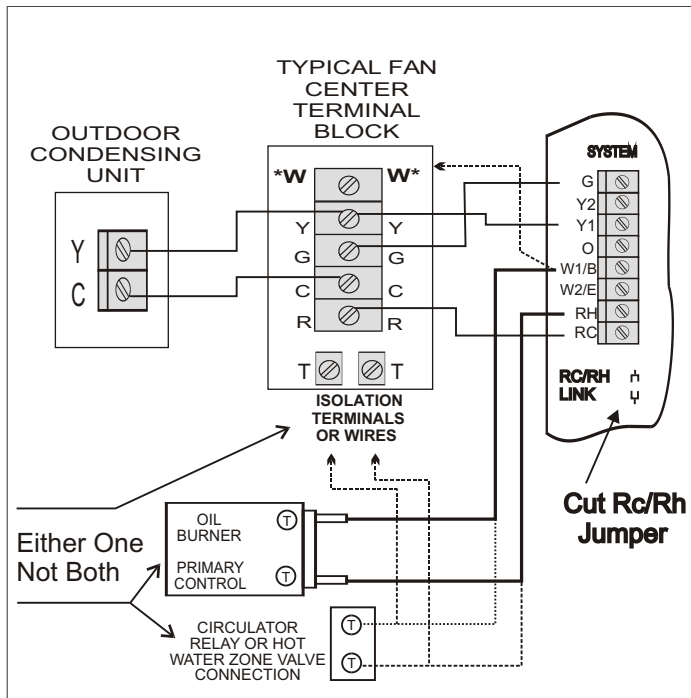 TYPICAL FAN
CENTER
TERMINAL
BLOCK
OUTDOOR
CONDENSING
UNIT
Y
C
*W
W*
Y
Y
G
G
C
C
R
R
T
T
ISOLATION
TERMINALS
OR WIRES
SYSTEM
G
Y2
Y1
O
W1/B
W2/E
RH
RC
RC/RH
LINK
Cut Rc/Rh
Jumper
Either One
Not Both
OIL
BURNER
T
PRIMARY
CONTROL
T
CIRCULATOR
RELAY OR HOT
WATER ZONE VALVE
CONNECTION
T
T